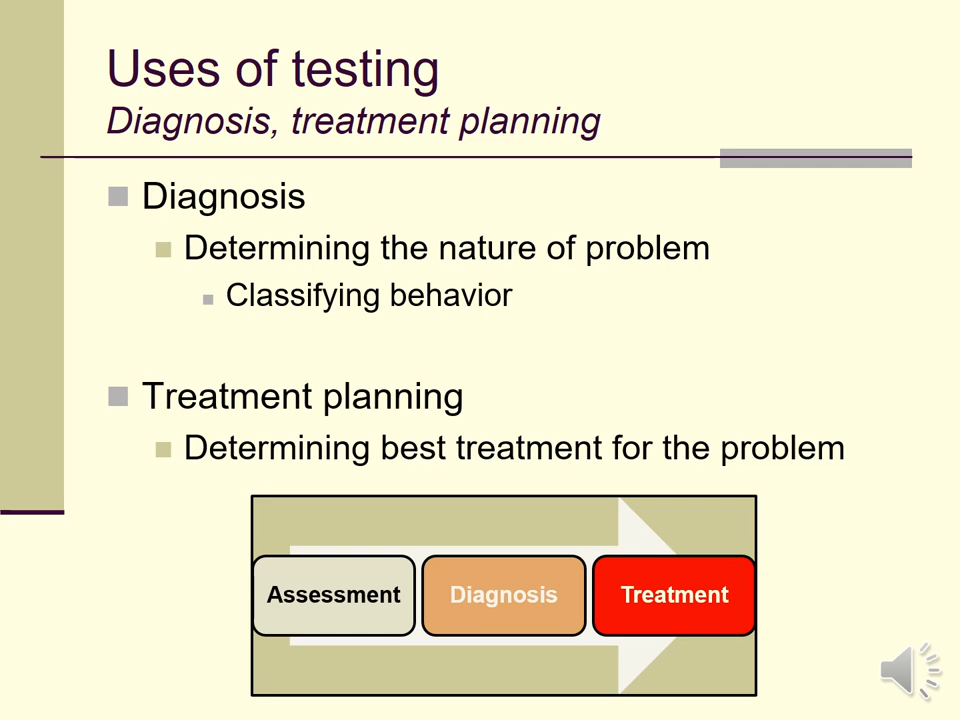 Uses of testing
Diagnosis, treatment planning
Diagnosis
Determining the nature of problem
Classifying behavior
Treatment planning
Determining best treatment for the problem
Assessment
Diagnosis
Treatment